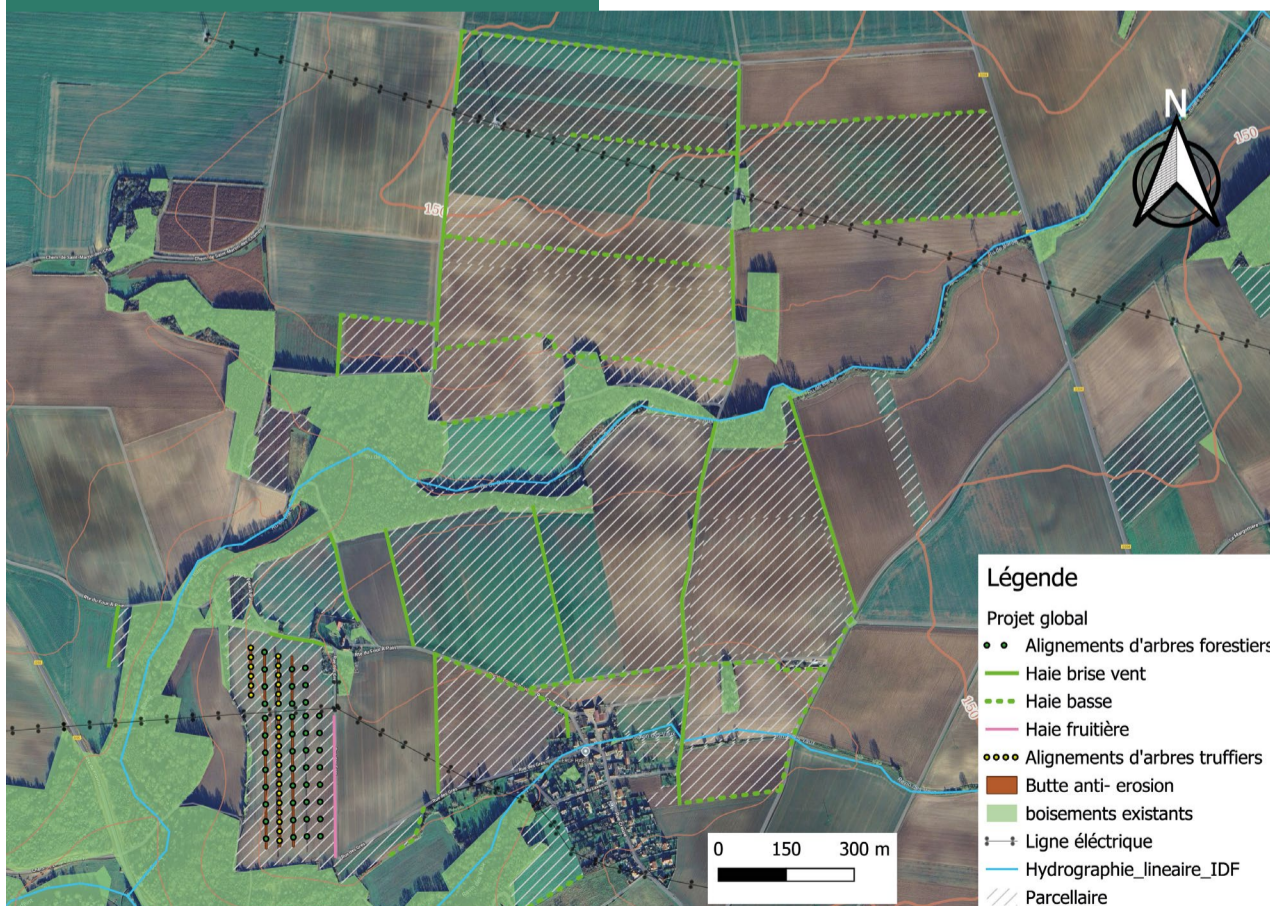 N
150
150
150
Légende
Projet global
Alignements d'arbres forestiers
Haie brise vent
Haie basse
Haie fruitière
Alignements d'arbres truffiers
Butte anti- erosion
boisements existants
Ligne éléctrique
Hydrographie_lineaire_IDF
Parcellaire
0 150 300 m